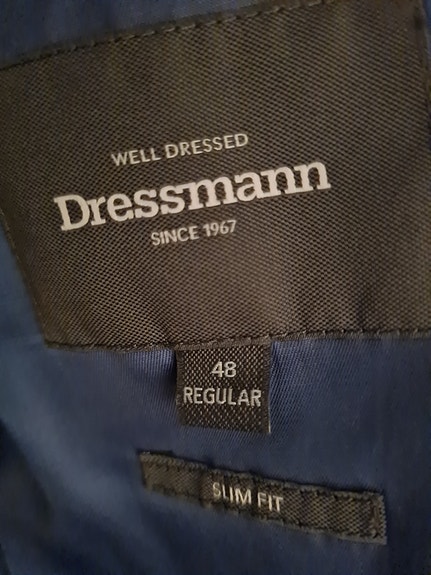 WELL DRESSED
Dressmann
SINCE 1967
48
REGULAR
SLIM FIT